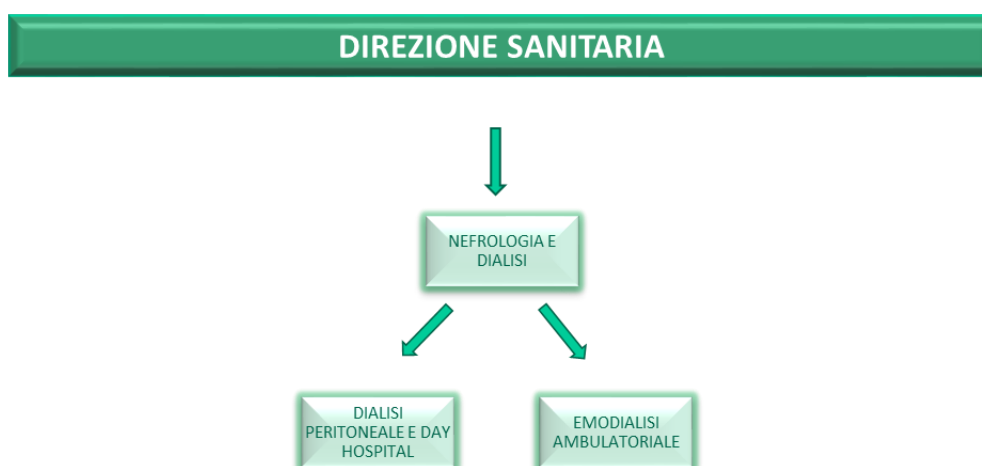 DIREZIONE SANITARIA
NEFROLOGIA E
DIALISI
DIALISI
PERITONEALE E DAY
HOSPITAL
EMODIALISI
AMBULATORIALE